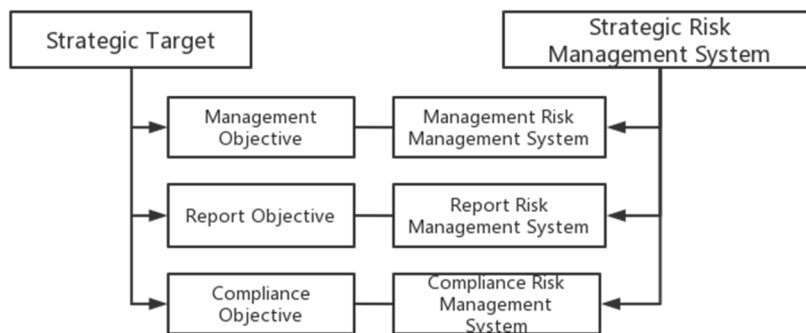 Strategic Target
Strategic Risk
Management System
Management
Objective
Management Risk
Management System
Report Objective
Report Risk
Management System
Compliance
Objective
Compliance Risk
Management
System